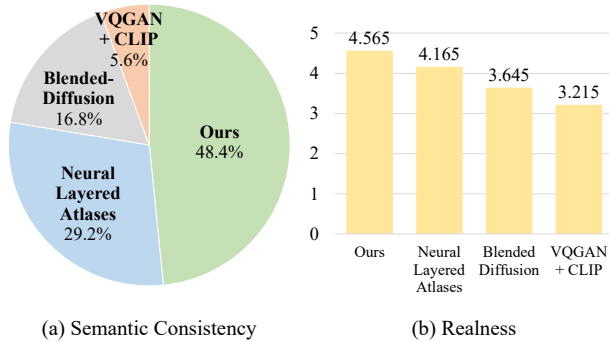 VQGAN
+ CLIP
5.6%
Blended-
Diffusion
16.8%
Ours
48.4%
Neural
Layered
Atlases
29.2%
(a) Semantic Consistency
5
4
3
2
1
0
4.565
4.165
3.645
3.215
Ours
Neural
Layered
Atlases
Blended
Diffusion
VQGAN
+ CLIP
(b) Realness